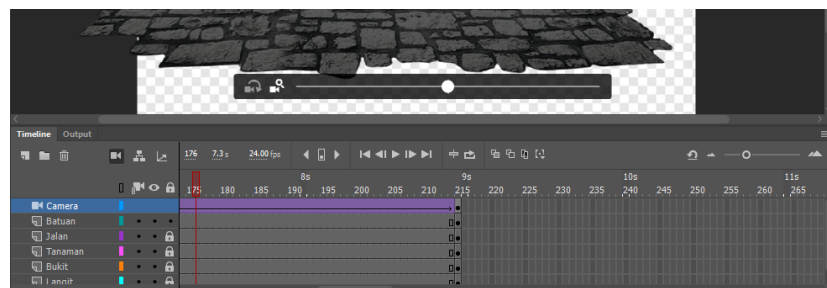 Timeline Output
176 7.3 s 24.00 fps
8s 9s 10s 11s
175 180 185 190 195 200 205 210 215 220 225 230 235 240 245 250 255 260 265
Camera
Batuan
Jalan
Tanaman
Bukit
Langit